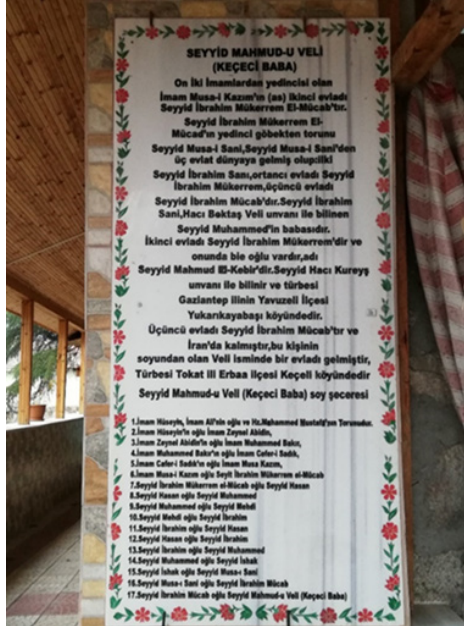 SEYYİD MAHMUD-U VELİ
(KEÇECİ BABA)
On İki İmamlardan yedincisi olan
İmam Musa-i Kazım'ın (as) ikinci evladı
Seyyid İbrahim Mükerrem El-Mücab'tır.
Seyyid İbrahim Mükerrem El-
Mücad'ın yedinci göbekten torunu
Seyyid Musa-i Sani,Seyyid Musa-i Sani'den
üç evlat dünyaya gelmiş olup:ilki
Seyyid İbrahim Sanı,ortancı evladı Seyyid
İbrahim Mükerrem,üçüncü evladı
Seyyid İbrahim Mücab'dır.Seyyid İbrahim
Sani,Hacı Bektaş Veli unvanı ile bilinen
Seyyid Muhammed'in babasıdır.
İkinci evladı Seyyid İbrahim Mükerrem'dir ve
onunda bie oğlu vardır,adı
Seyyid Mahmud El-Kebir'dir.Seyyid Hacı Kureyş
unvanı ile bilinir ve türbesi
Gaziantep ilinin Yavuzeli İlçesi
Yukarıkayabaşı köyündedir.
Üçüncü evladı Seyyid İbrahim Mücab'tır ve
İran'da kalmıştır,bu kişinin
soyundan olan Veli isminde bir evlad gelmiştir,
Türbesi Tokat ili Erbaa ilçesi Keçeli köyündedir
Seyyid Mahmud-u Veli (Keçeci Baba) soy şeceresi
1.İmam Hüseyin, İmam Ali'nin oğlu ve Hz.Muhammed Mustafa'nın Torunudur.
2.İmam Hüseyin'in oğlu İmam Zeynel Abidin,
3.İmam Zeynel Abidin'in oğlu İmam Muhammed Bakır,
4.İmam Muhammed Bakır'ın oğlu İmam Cafer-i Sadık,
5.İmam Cafer-i Sadık'ın oğlu İmam Musa Kazım,
6.İmam Musa-i Kazım oğlu Seyit İbrahim Mükerrem el-Mücab
7.Seyyid İbrahim Mükerrem el-Mücab oğlu Seyyid Hasan
8.Seyyid Hasan oğlu Seyyid Muhammed
9.Seyyid Muhammed oğlu Seyyid Mehdi
10.Seyyid Mehdi oğlu Seyyid İbrahim
11.Seyyid İbrahim oğlu Seyyid Hasan
12.Seyyid Hasan oğlu Seyyid İbrahim
13.Seyyid İbrahim oğlu Seyyid Muhammed
14.Seyyid Muhammed oğlu Seyyid İshak
15.Seyyid İshak oğlu Seyyid Musa-ı Sani
16.Seyyid Musa-ı Sani oğlu Seyyid İbrahim Mücab
17.Seyyid İbrahim Mücab oğlu Seyyid Mahmud-u Veli (Keçeci Baba)